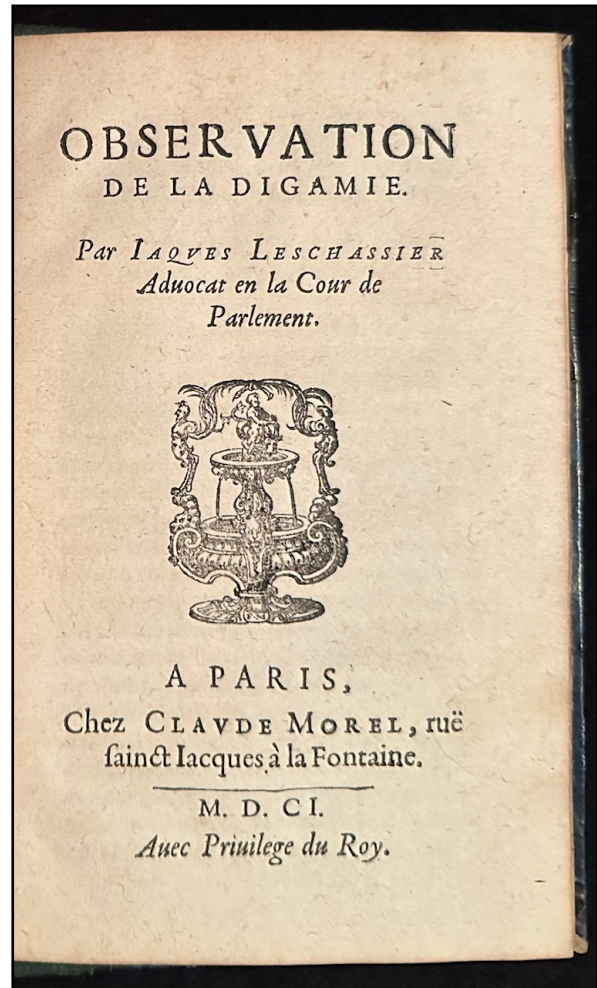 OBSERVATION
DE LA DIGAMIE.
Par IAQVES LESCHASSIER
Aduocat en la Cour de
Parlement.
A PARIS,
Chez CLAVDE MOREL, ruë
ſainct Iacques à la Fontaine.
M. D. CI.
Auec Priuilege du Roy.